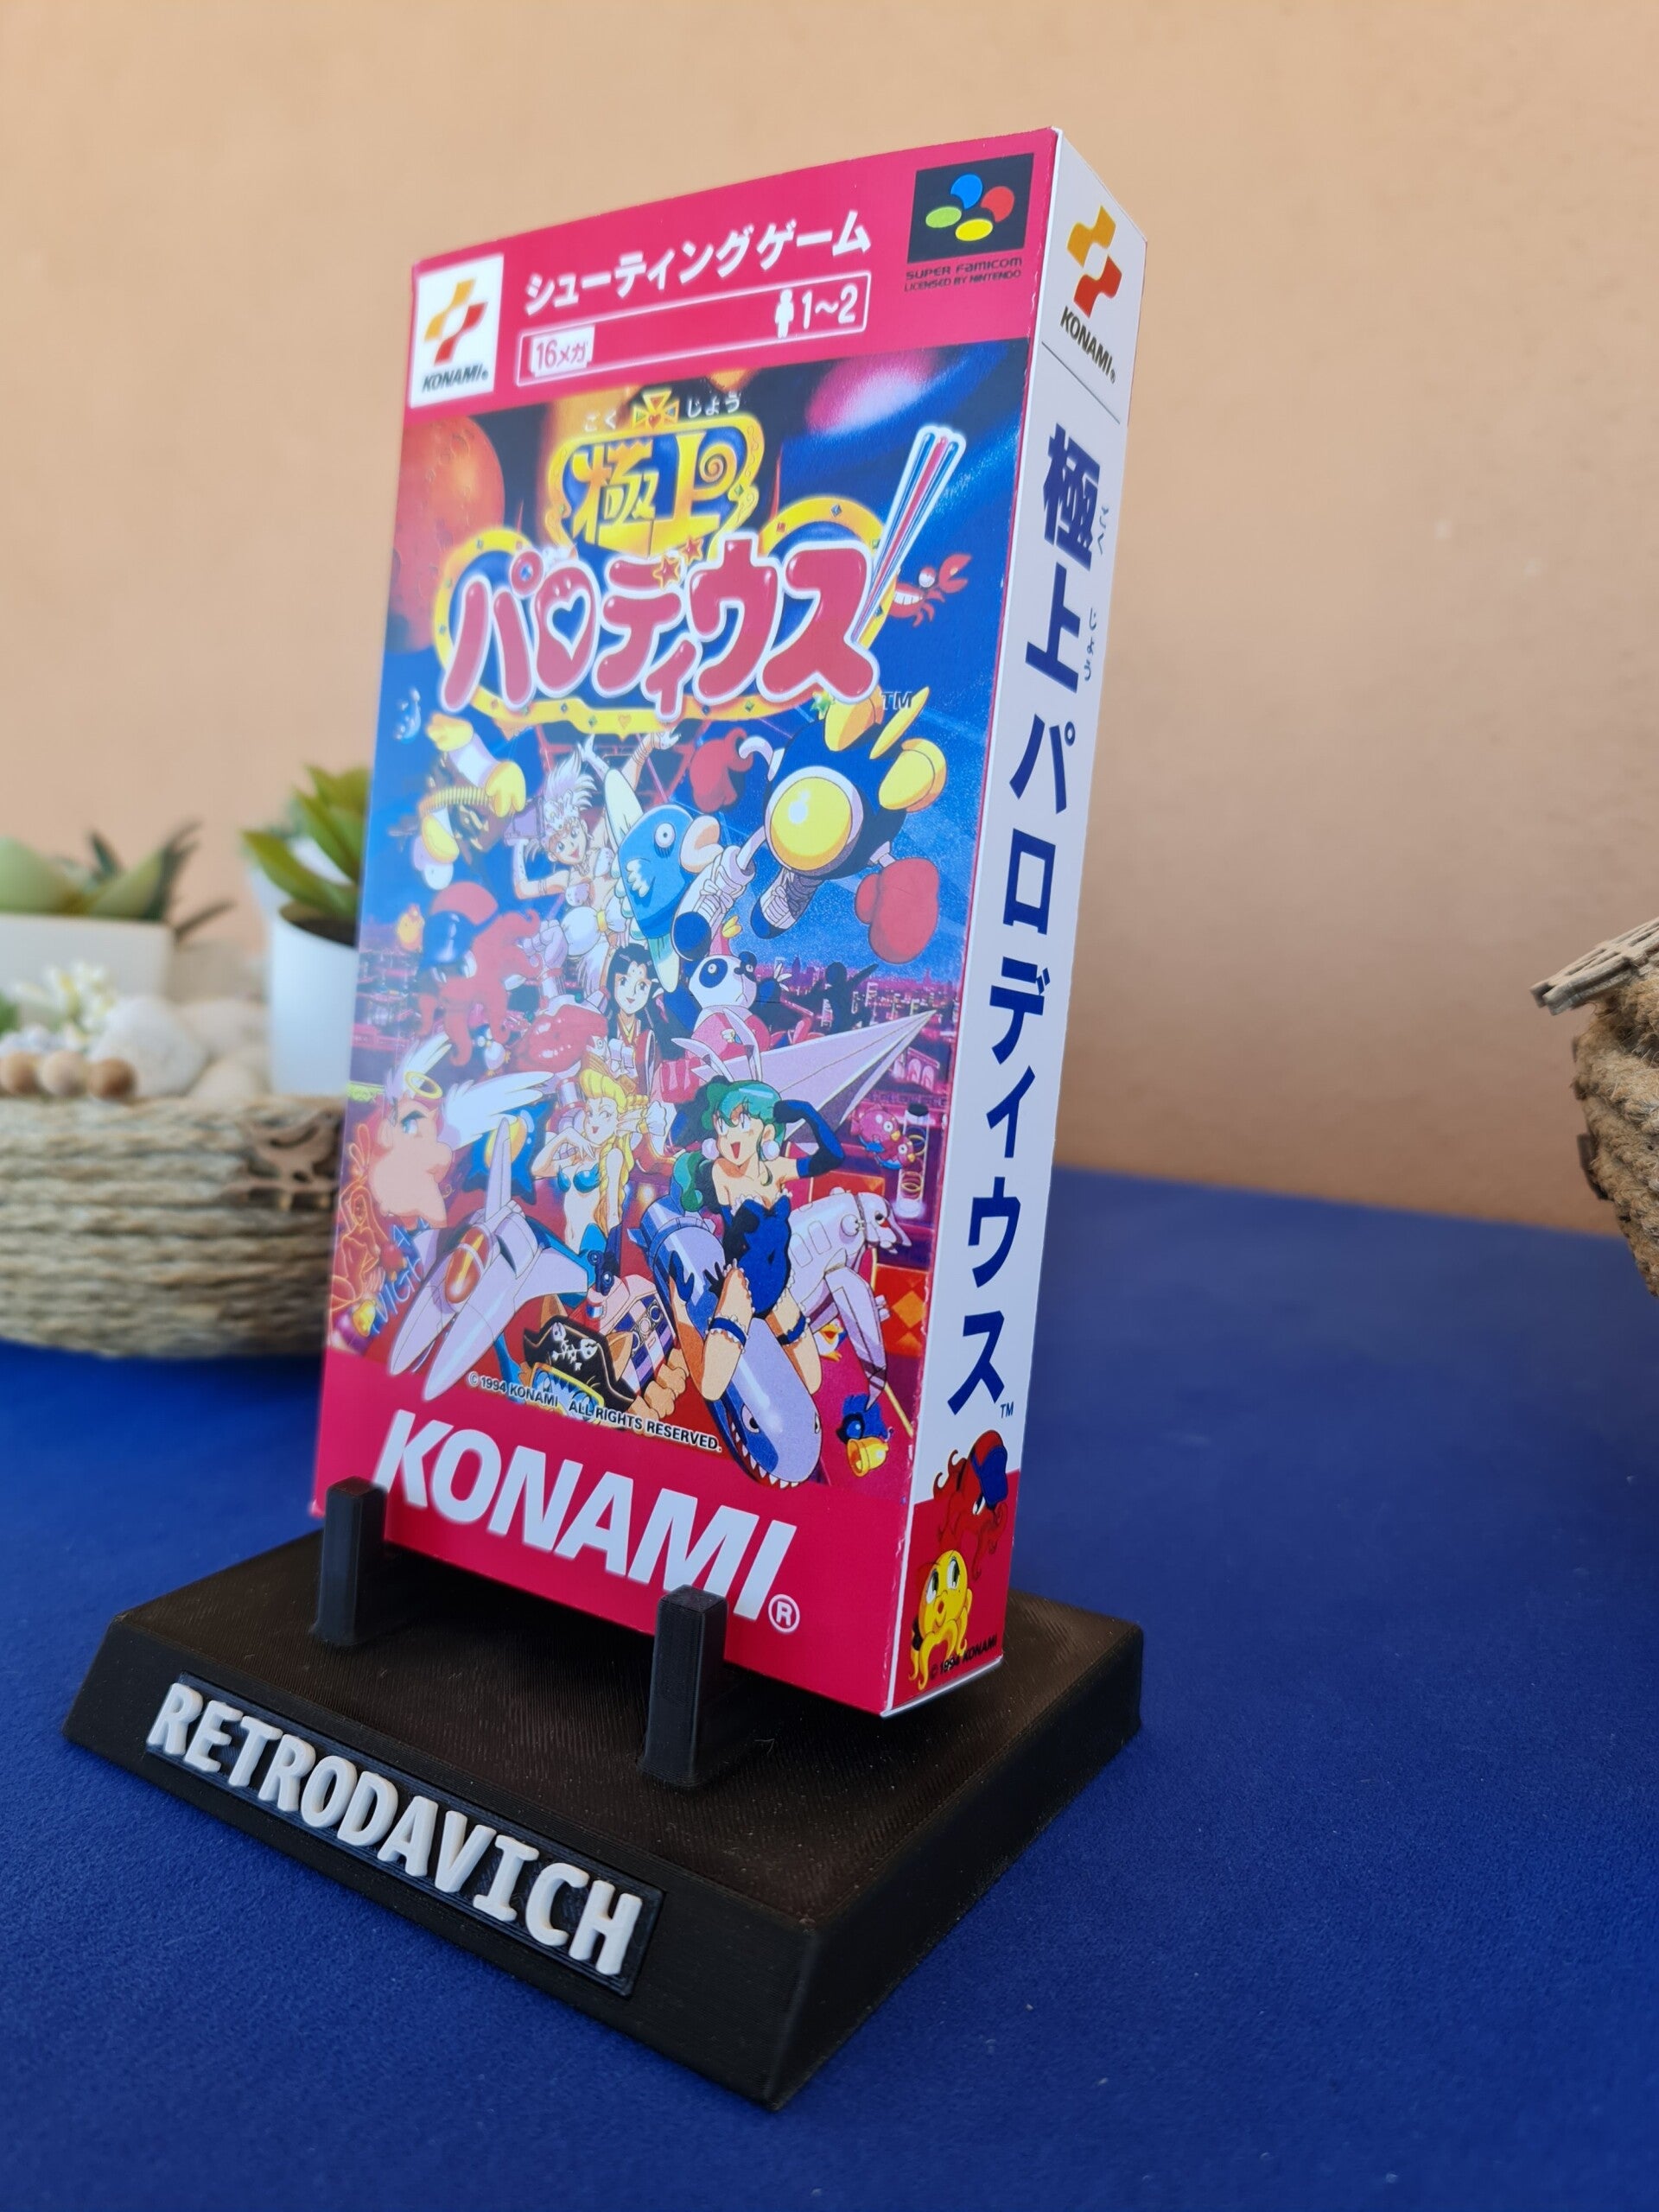 KONAMI®
シューティングゲーム
16メガ
1~2
SUPER FAMICOM
LICENSED BY NINTENDO
こくじょう
極上
パロディウス
TM
© 1994 KONAMI ALL RIGHTS RESERVED.
KONAMI®
KONAMI®
極上パロディウス
ごくじょう
TM
© 1994 KONAMI
RETRODAVICH